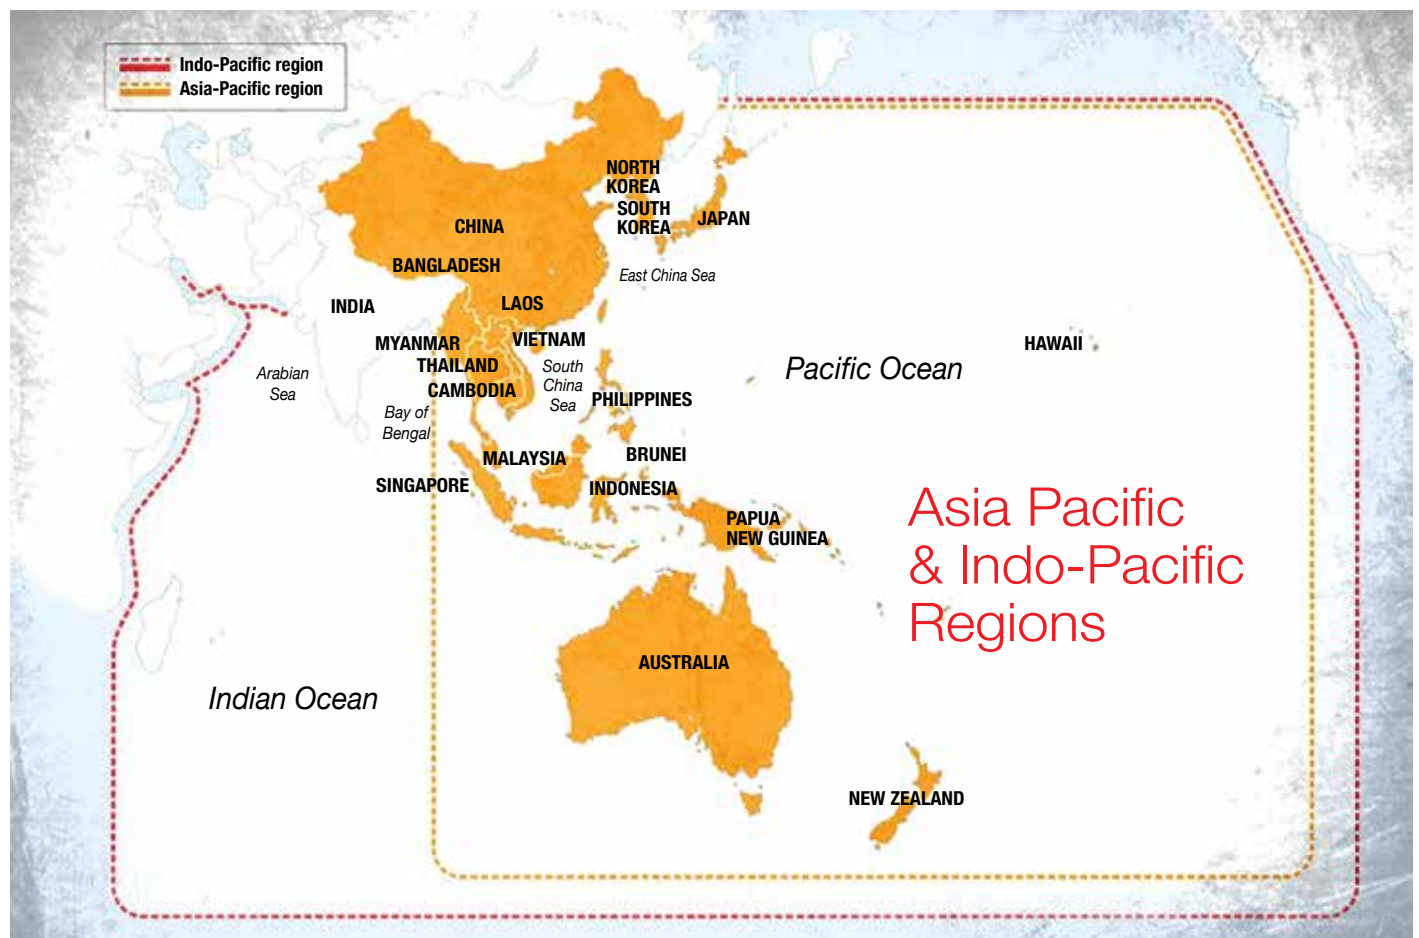 Indo-Pacific region
Asia-Pacific region
NORTH
KOREA
SOUTH
KOREA
JAPAN
CHINA
BANGLADESH
East China Sea
INDIA
LAOS
MYANMAR
VIETNAM
HAWAII
THAILAND
South
China
Sea
Pacific Ocean
Arabian
Sea
CAMBODIA
PHILIPPINES
Bay of
Bengal
MALAYSIA
BRUNEI
SINGAPORE
INDONESIA
PAPUA
NEW GUINEA
Asia Pacific
& Indo-Pacific
Regions
AUSTRALIA
Indian Ocean
NEW ZEALAND